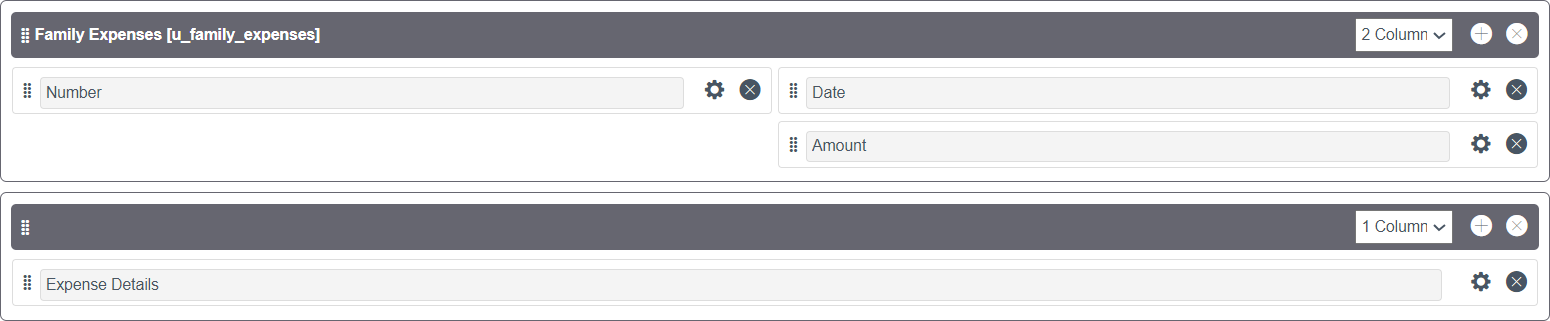 Family Expenses [u_family_expenses]
2 Column
Number
Date
Amount
1 Column
Expense Details